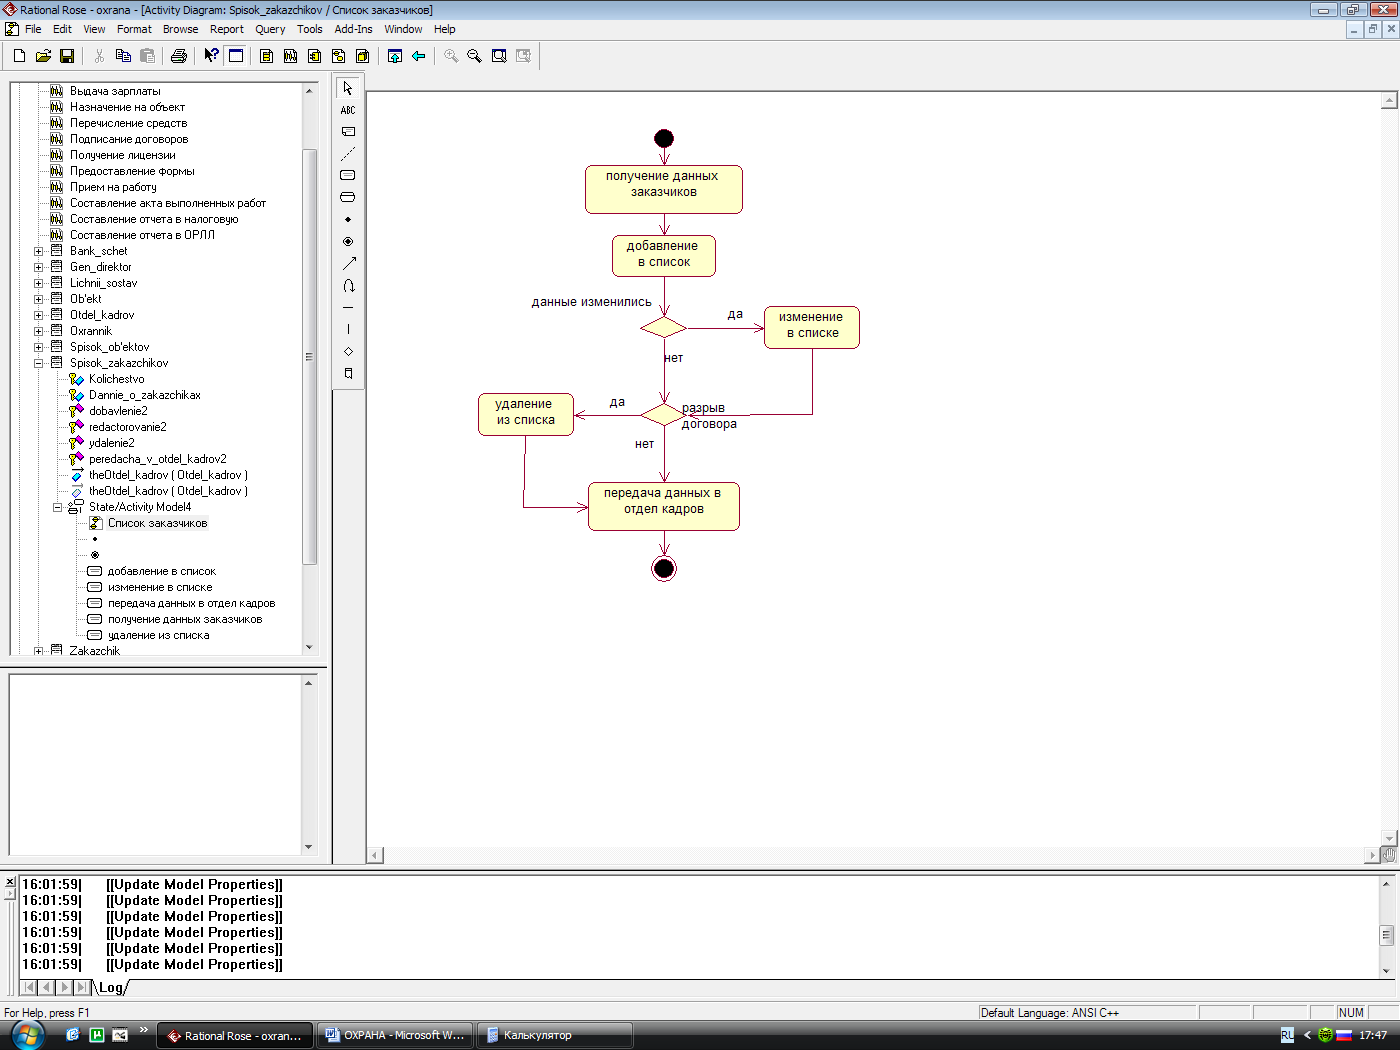 Rational Rose - oxrana - [Activity Diagram: Spisok_zakazchikov / Список заказчиков]
File Edit View Format Browse Report Query Tools Add-Ins Window Help
Выдача зарплаты
Назначение на объект
Перечисление средств
Подписание договоров
Получение лицензии
Предоставление формы
Прием на работу
Составление акта выполненных работ
Составление отчета в налоговую
Составление отчета в ОРЛЛ
Bank_schet
Gen_direktor
Lichnii_sostav
Ob'ekt
Otdel_kadrov
Oxrannik
Spisok_ob'ektov
Spisok_zakazchikov
Kolichestvo
Dannie_o_zakazchikax
dobavlenie2
redactorovanie2
ydalenie2
peredacha_v_otdel_kadrov2
theOtdel_kadrov ( Otdel_kadrov )
theOtdel_kadrov ( Otdel_kadrov )
State/Activity Model4
Список заказчиков
добавление в список
изменение в списке
передача данных в отдел кадров
получение данных заказчиков
удаление из списка
Zakazchik
ABC
получение данных
заказчиков
добавление
в список
данные изменились
да
изменение
в списке
нет
удаление
из списка
да
разрыв
договора
нет
передача данных в
отдел кадров
16:01:59| [[Update Model Properties]]
16:01:59| [[Update Model Properties]]
16:01:59| [[Update Model Properties]]
16:01:59| [[Update Model Properties]]
16:01:59| [[Update Model Properties]]
16:01:59| [[Update Model Properties]]
Log
For Help, press F1
Default Language: ANSI C++
NUM
Rational Rose - oxran...
ОХРАНА - Microsoft W...
Калькулятор
RU
17:47